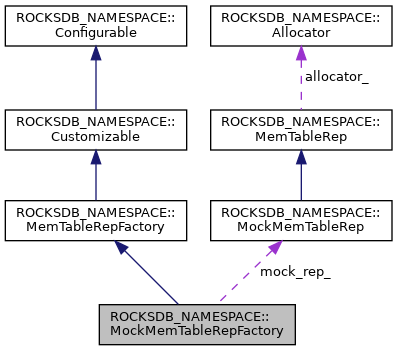 ROCKSDB_NAMESPACE::
Configurable
ROCKSDB_NAMESPACE::
Allocator
allocator_
ROCKSDB_NAMESPACE::
Customizable
ROCKSDB_NAMESPACE::
MemTableRep
ROCKSDB_NAMESPACE::
MemTableRepFactory
ROCKSDB_NAMESPACE::
MockMemTableRep
mock_rep_
ROCKSDB_NAMESPACE::
MockMemTableRepFactory